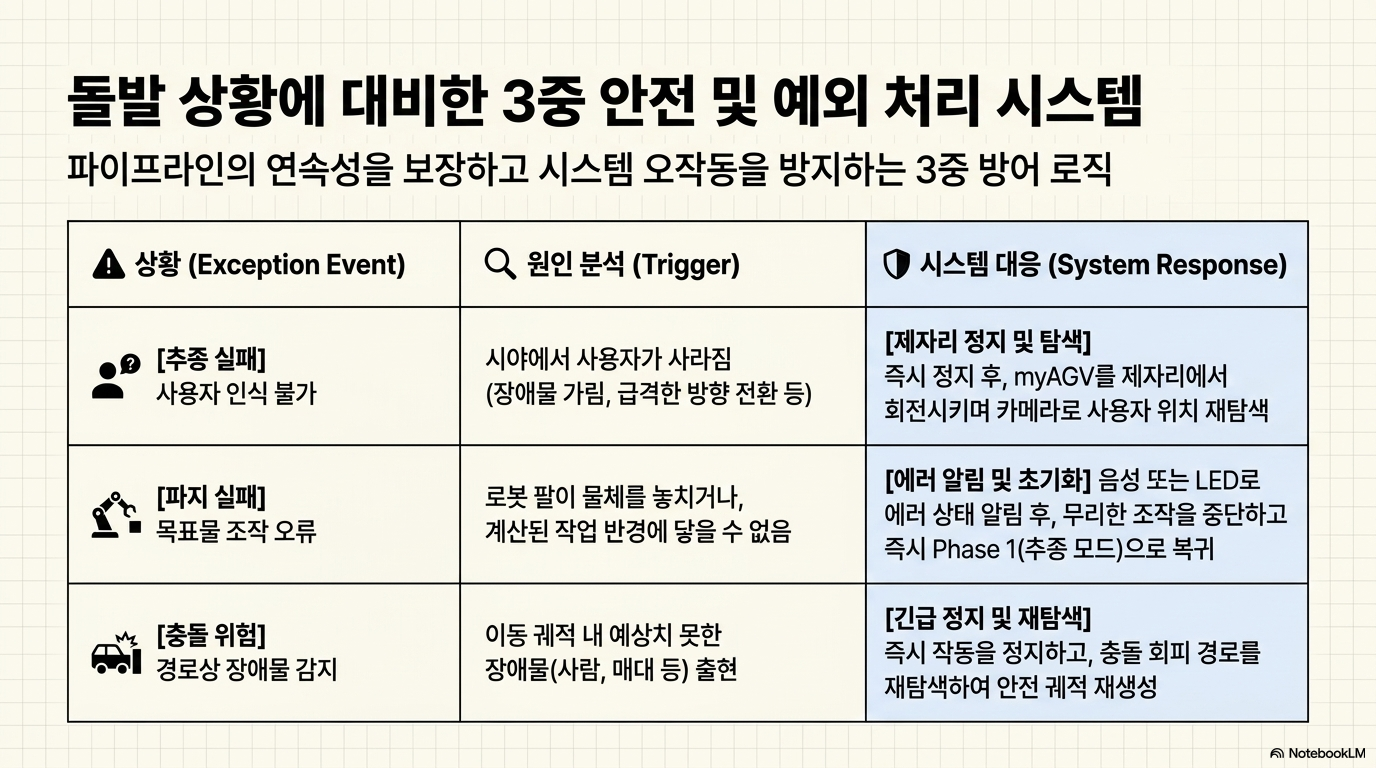 돌발 상황에 대비한 3중 안전 및 예외 처리 시스템
파이프라인의 연속성을 보장하고 시스템 오작동을 방지하는 3중 방어 로직
상황 (Exception Event)
원인 분석 (Trigger)
시스템 대응 (System Response)
[추종 실패]
사용자 인식 불가
시야에서 사용자가 사라짐
(장애물 가림, 급격한 방향 전환 등)
[제자리 정지 및 탐색]
즉시 정지 후, myAGV를 제자리에서
회전시키며 카메라로 사용자 위치 재탐색
[파지 실패]
목표물 조작 오류
로봇 팔이 물체를 놓치거나,
계산된 작업 반경에 닿을 수 없음
[에러 알림 및 초기화] 음성 또는 LED로
에러 상태 알림 후, 무리한 조작을 중단하고
즉시 Phase 1(추종 모드)으로 복귀
[충돌 위험]
경로상 장애물 감지
이동 궤적 내 예상치 못한
장애물(사람, 매대 등) 출현
[긴급 정지 및 재탐색]
즉시 작동을 정지하고, 충돌 회피 경로를
재탐색하여 안전 궤적 재생성
NotebookLM